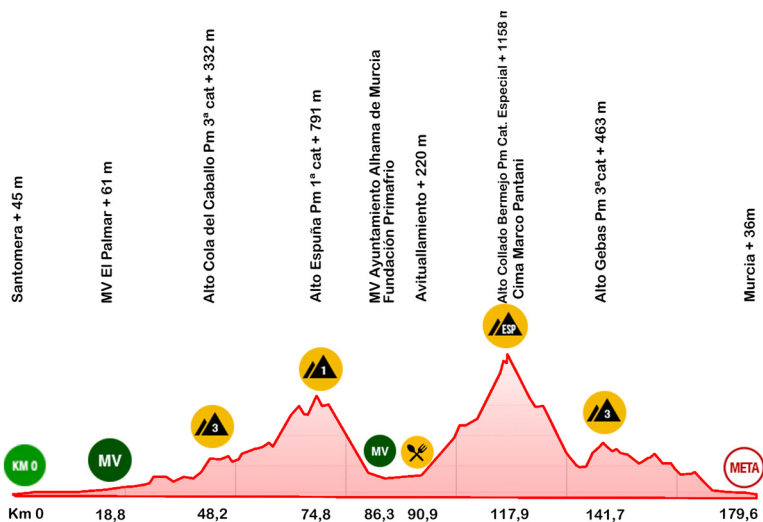 Santomera + 45 m
MV El Palmar + 61 m
Alto Cola del Caballo Pm 3ª cat + 332 m
Alto Espuña Pm 1ª cat + 791 m
MV Ayuntamiento Alhama de Murcia
Fundación Primafrio
Avituallamiento + 220 m
Alto Collado Bermejo Pm Cat. Especial + 1158 n
Cima Marco Pantani
Alto Gebas Pm 3ªcat + 463 m
Murcia + 36m
KM 0
MV
3
1
MV
ESP
3
META
Km 0
18,8
48,2
74,8
86,3
90,9
117,9
141,7
179,6